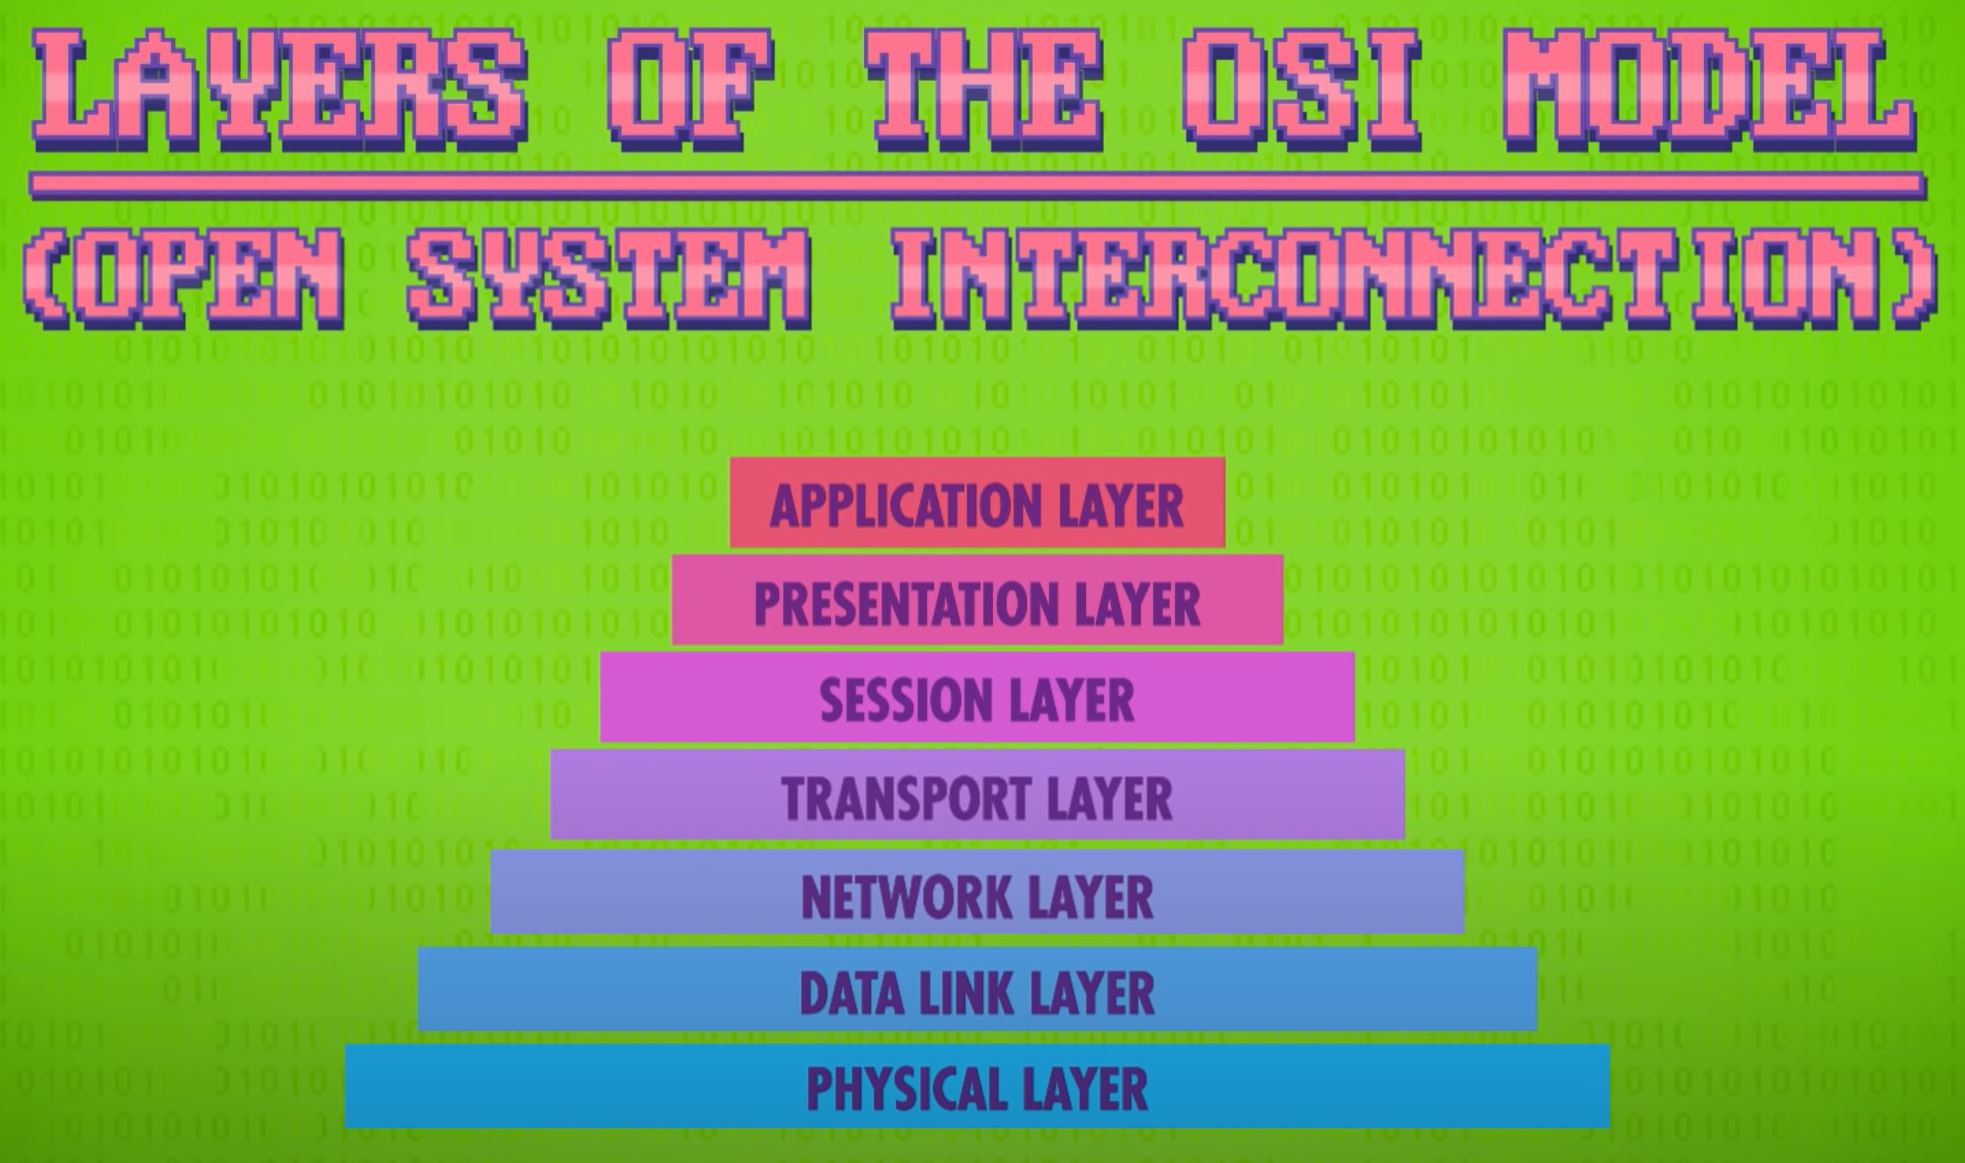 LAYERS OF THE OSI MODEL
(OPEN SYSTEM INTERCONNECTION)
APPLICATION LAYER
PRESENTATION LAYER
SESSION LAYER
TRANSPORT LAYER
NETWORK LAYER
DATA LINK LAYER
PHYSICAL LAYER